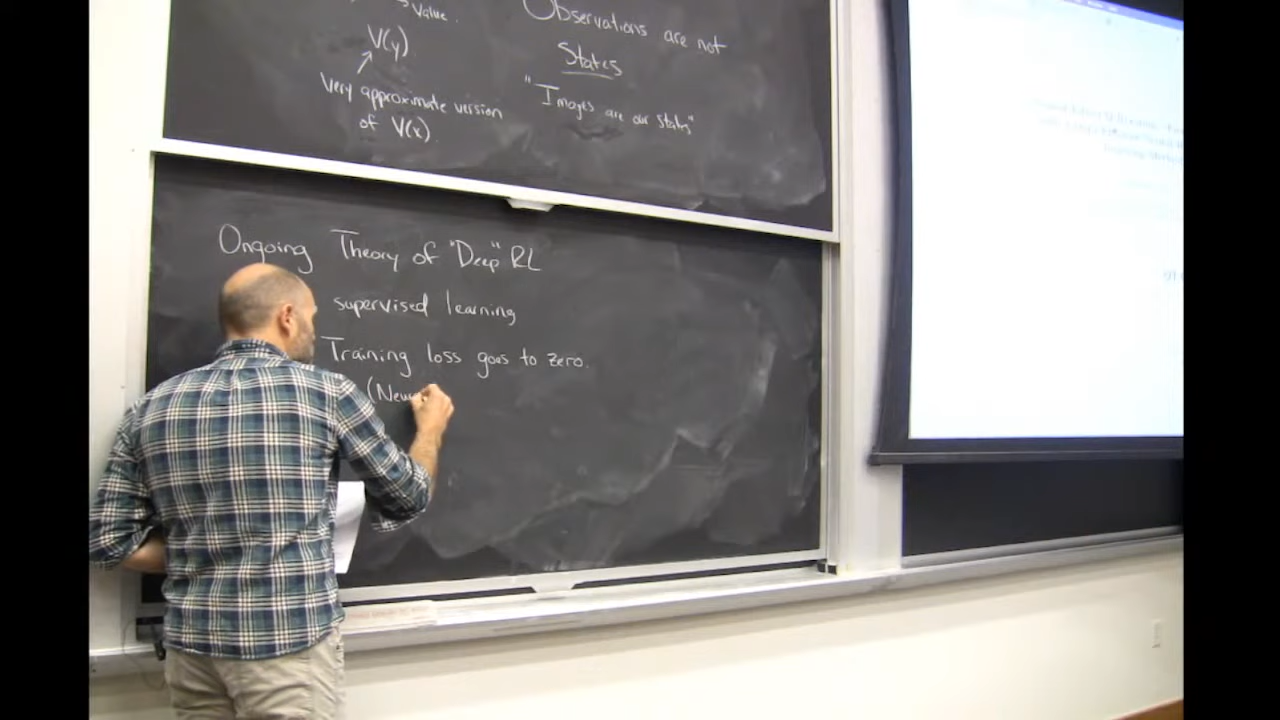 Value.
V(y)
Very approximate version
of V(x).
Observations are not
States
"Images are our states"
Ongoing Theory of "Deep" RL
supervised learning
Training loss goes to zero.
(Neu